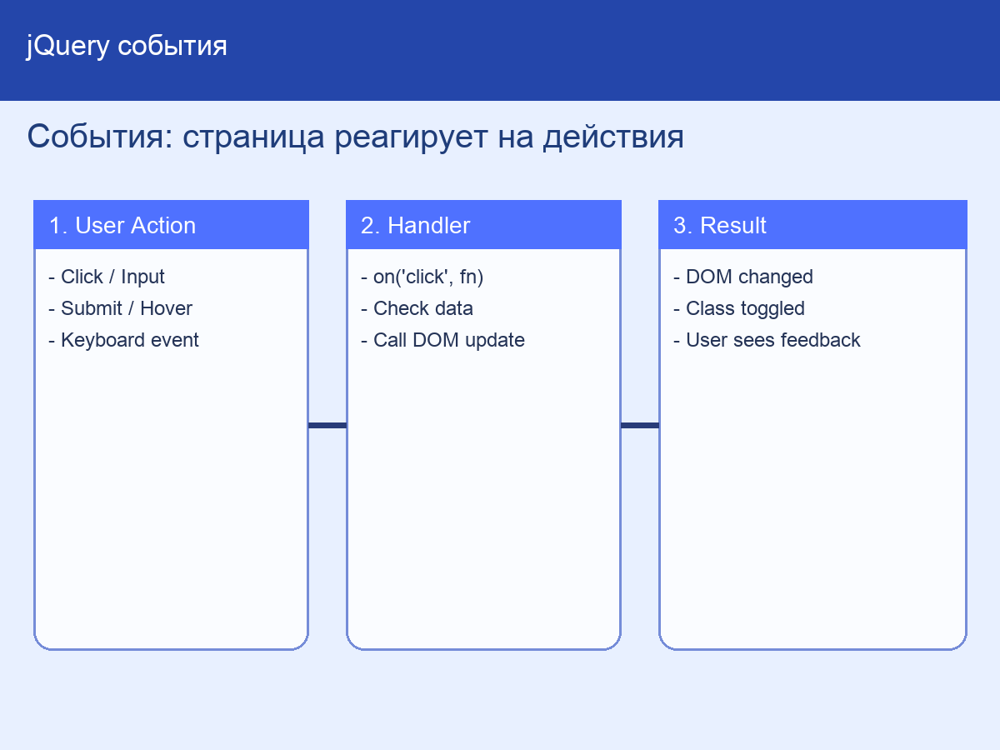 jQuery события
События: страница реагирует на действия
1. User Action
- Click / Input
- Submit / Hover
- Keyboard event
2. Handler
- on('click', fn)
- Check data
- Call DOM update
3. Result
- DOM changed
- Class toggled
- User sees feedback